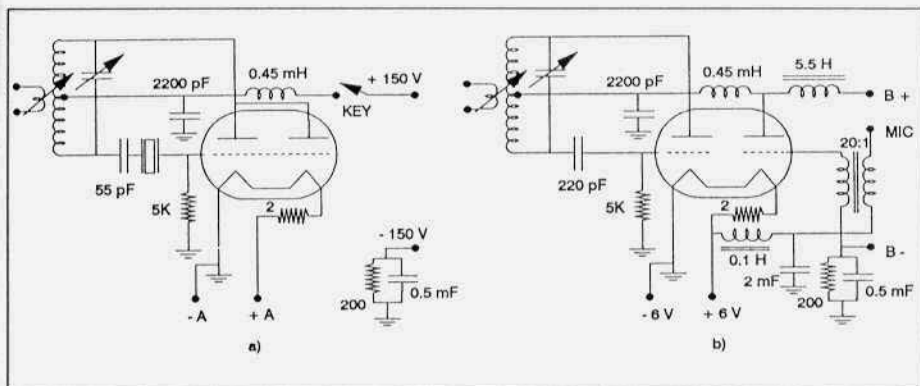 2200 pF
0.45 mH
+ 150 V
KEY
55 pF
5K
2
- 150 V
200
0.5 mF
- A
+ A
a)
2200 pF
0.45 mH
5.5 H
B +
MIC
20:1
220 pF
5K
2
B -
0.1 H
2 mF
200
0.5 mF
- 6 V
+ 6 V
b)